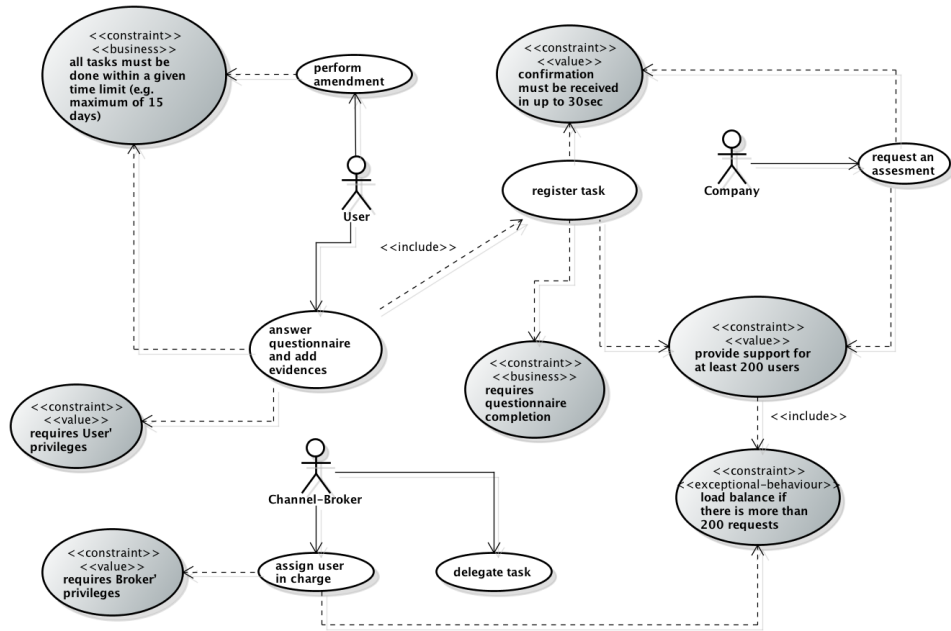 <<constraint>>
<<business>>
all tasks must be
done within a given
time limit (e.g.
maximum of 15
days)
perform
amendment
<<constraint>>
<<value>>
confirmation
must be received
in up to 30sec
request an
assesment
Company
register task
User
<<include>>
answer
questionnaire
and add
evidences
<<constraint>>
<<value>>
provide support for
at least 200 users
<<constraint>>
<<business>>
requires
questionnaire
completion
<<include>>
<<constraint>>
<<value>>
requires User'
privileges
<<constraint>>
<<exceptional-behaviour>>
load balance if
there is more than
200 requests
Channel-Broker
<<constraint>>
<<value>>
requires Broker'
privileges
assign user
in charge
delegate task